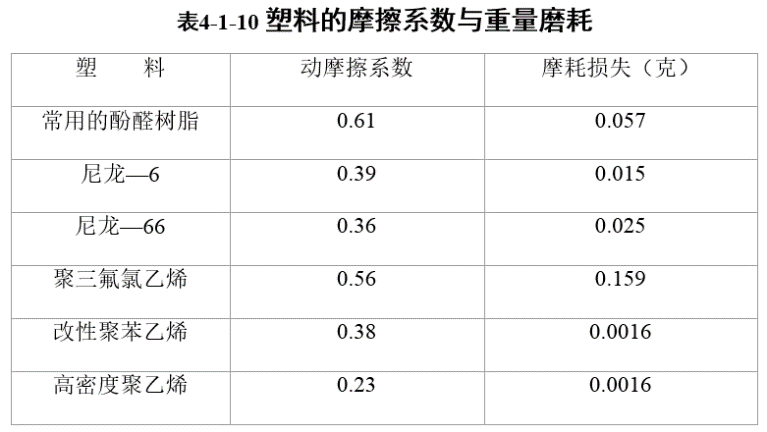 表4-1-10 塑料的摩擦系数与重量磨耗
塑 料 动摩擦系数 摩耗损失（克）
常用的酚醛树脂 0.61 0.057
尼龙—6 0.39 0.015
尼龙—66 0.36 0.025
聚三氟氯乙烯 0.56 0.159
改性聚苯乙烯 0.38 0.0016
高密度聚乙烯 0.23 0.0016